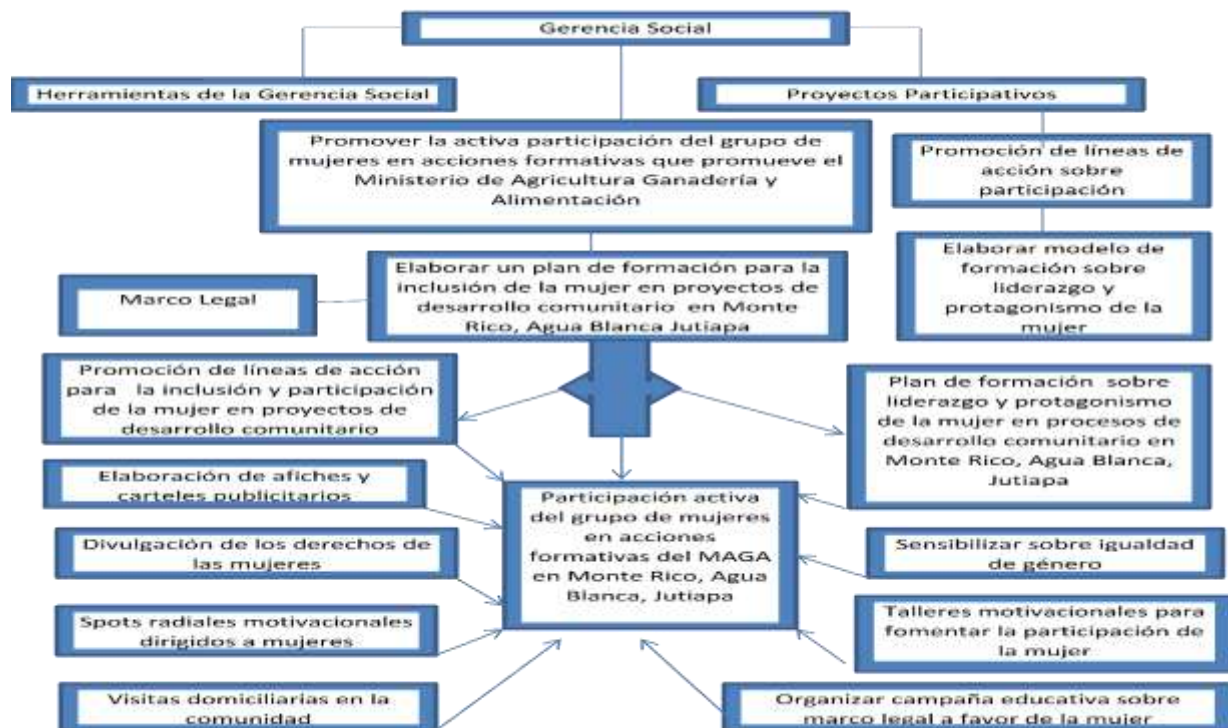 Gerencia Social
Herramientas de la Gerencia Social
Proyectos Participativos
Promover la activa participación del grupo de
mujeres en acciones formativas que promueve el
Ministerio de Agricultura Ganadería y
Alimentación
Promoción de líneas de
acción sobre
participación
Elaborar modelo de
formación sobre
liderazgo y
protagonismo de la
mujer
Marco Legal
Elaborar un plan de formación para la
inclusión de la mujer en proyectos de
desarrollo comunitario en Monte
Rico, Agua Blanca Jutiapa
Promoción de líneas de acción
para la inclusión y participación
de la mujer en proyectos de
desarrollo comunitario
Plan de formación sobre
liderazgo y protagonismo
de la mujer en procesos de
desarrollo comunitario en
Monte Rico, Agua Blanca,
Jutiapa
Elaboración de afiches y
carteles publicitarios
Participación activa
del grupo de mujeres
en acciones
formativas del MAGA
en Monte Rico, Agua
Blanca, Jutiapa
Divulgación de los derechos de
las mujeres
Sensibilizar sobre igualdad
de género
Spots radiales motivacionales
dirigidos a mujeres
Talleres motivacionales para
fomentar la participación de
la mujer
Visitas domiciliarias en la
comunidad
Organizar campaña educativa sobre
marco legal a favor de la mujer